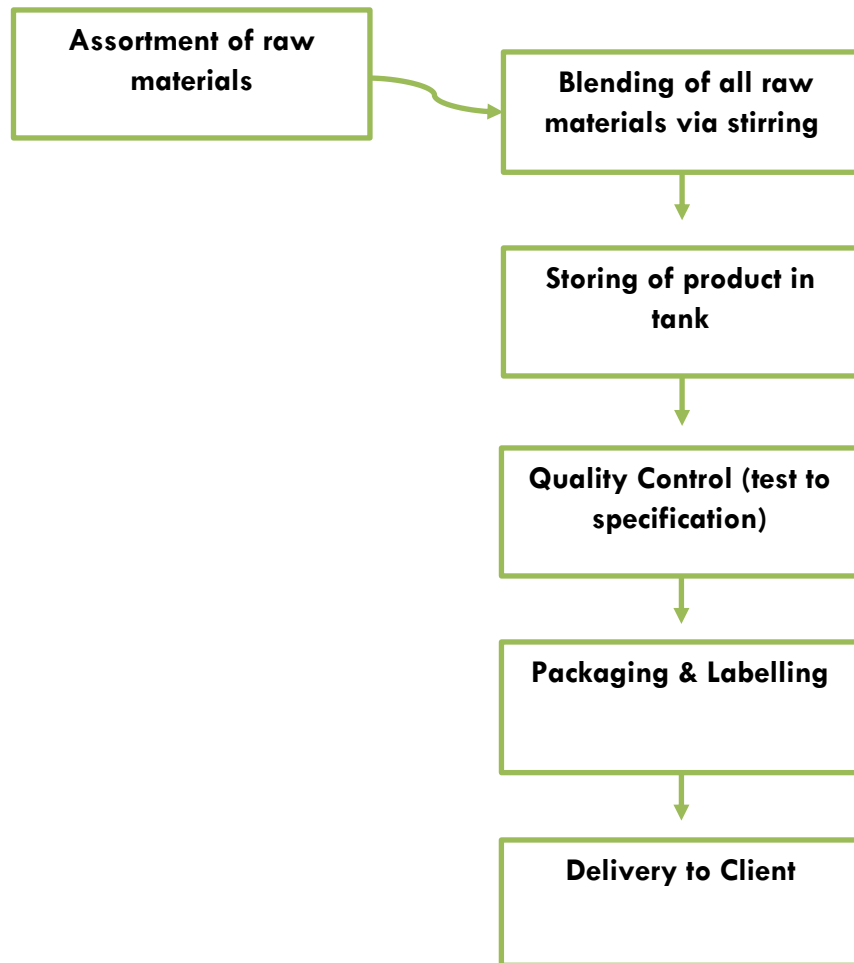 Assortment of raw
materials
Blending of all raw
materials via stirring
Storing of product in
tank
Quality Control (test to
specification)
Packaging & Labelling
Delivery to Client